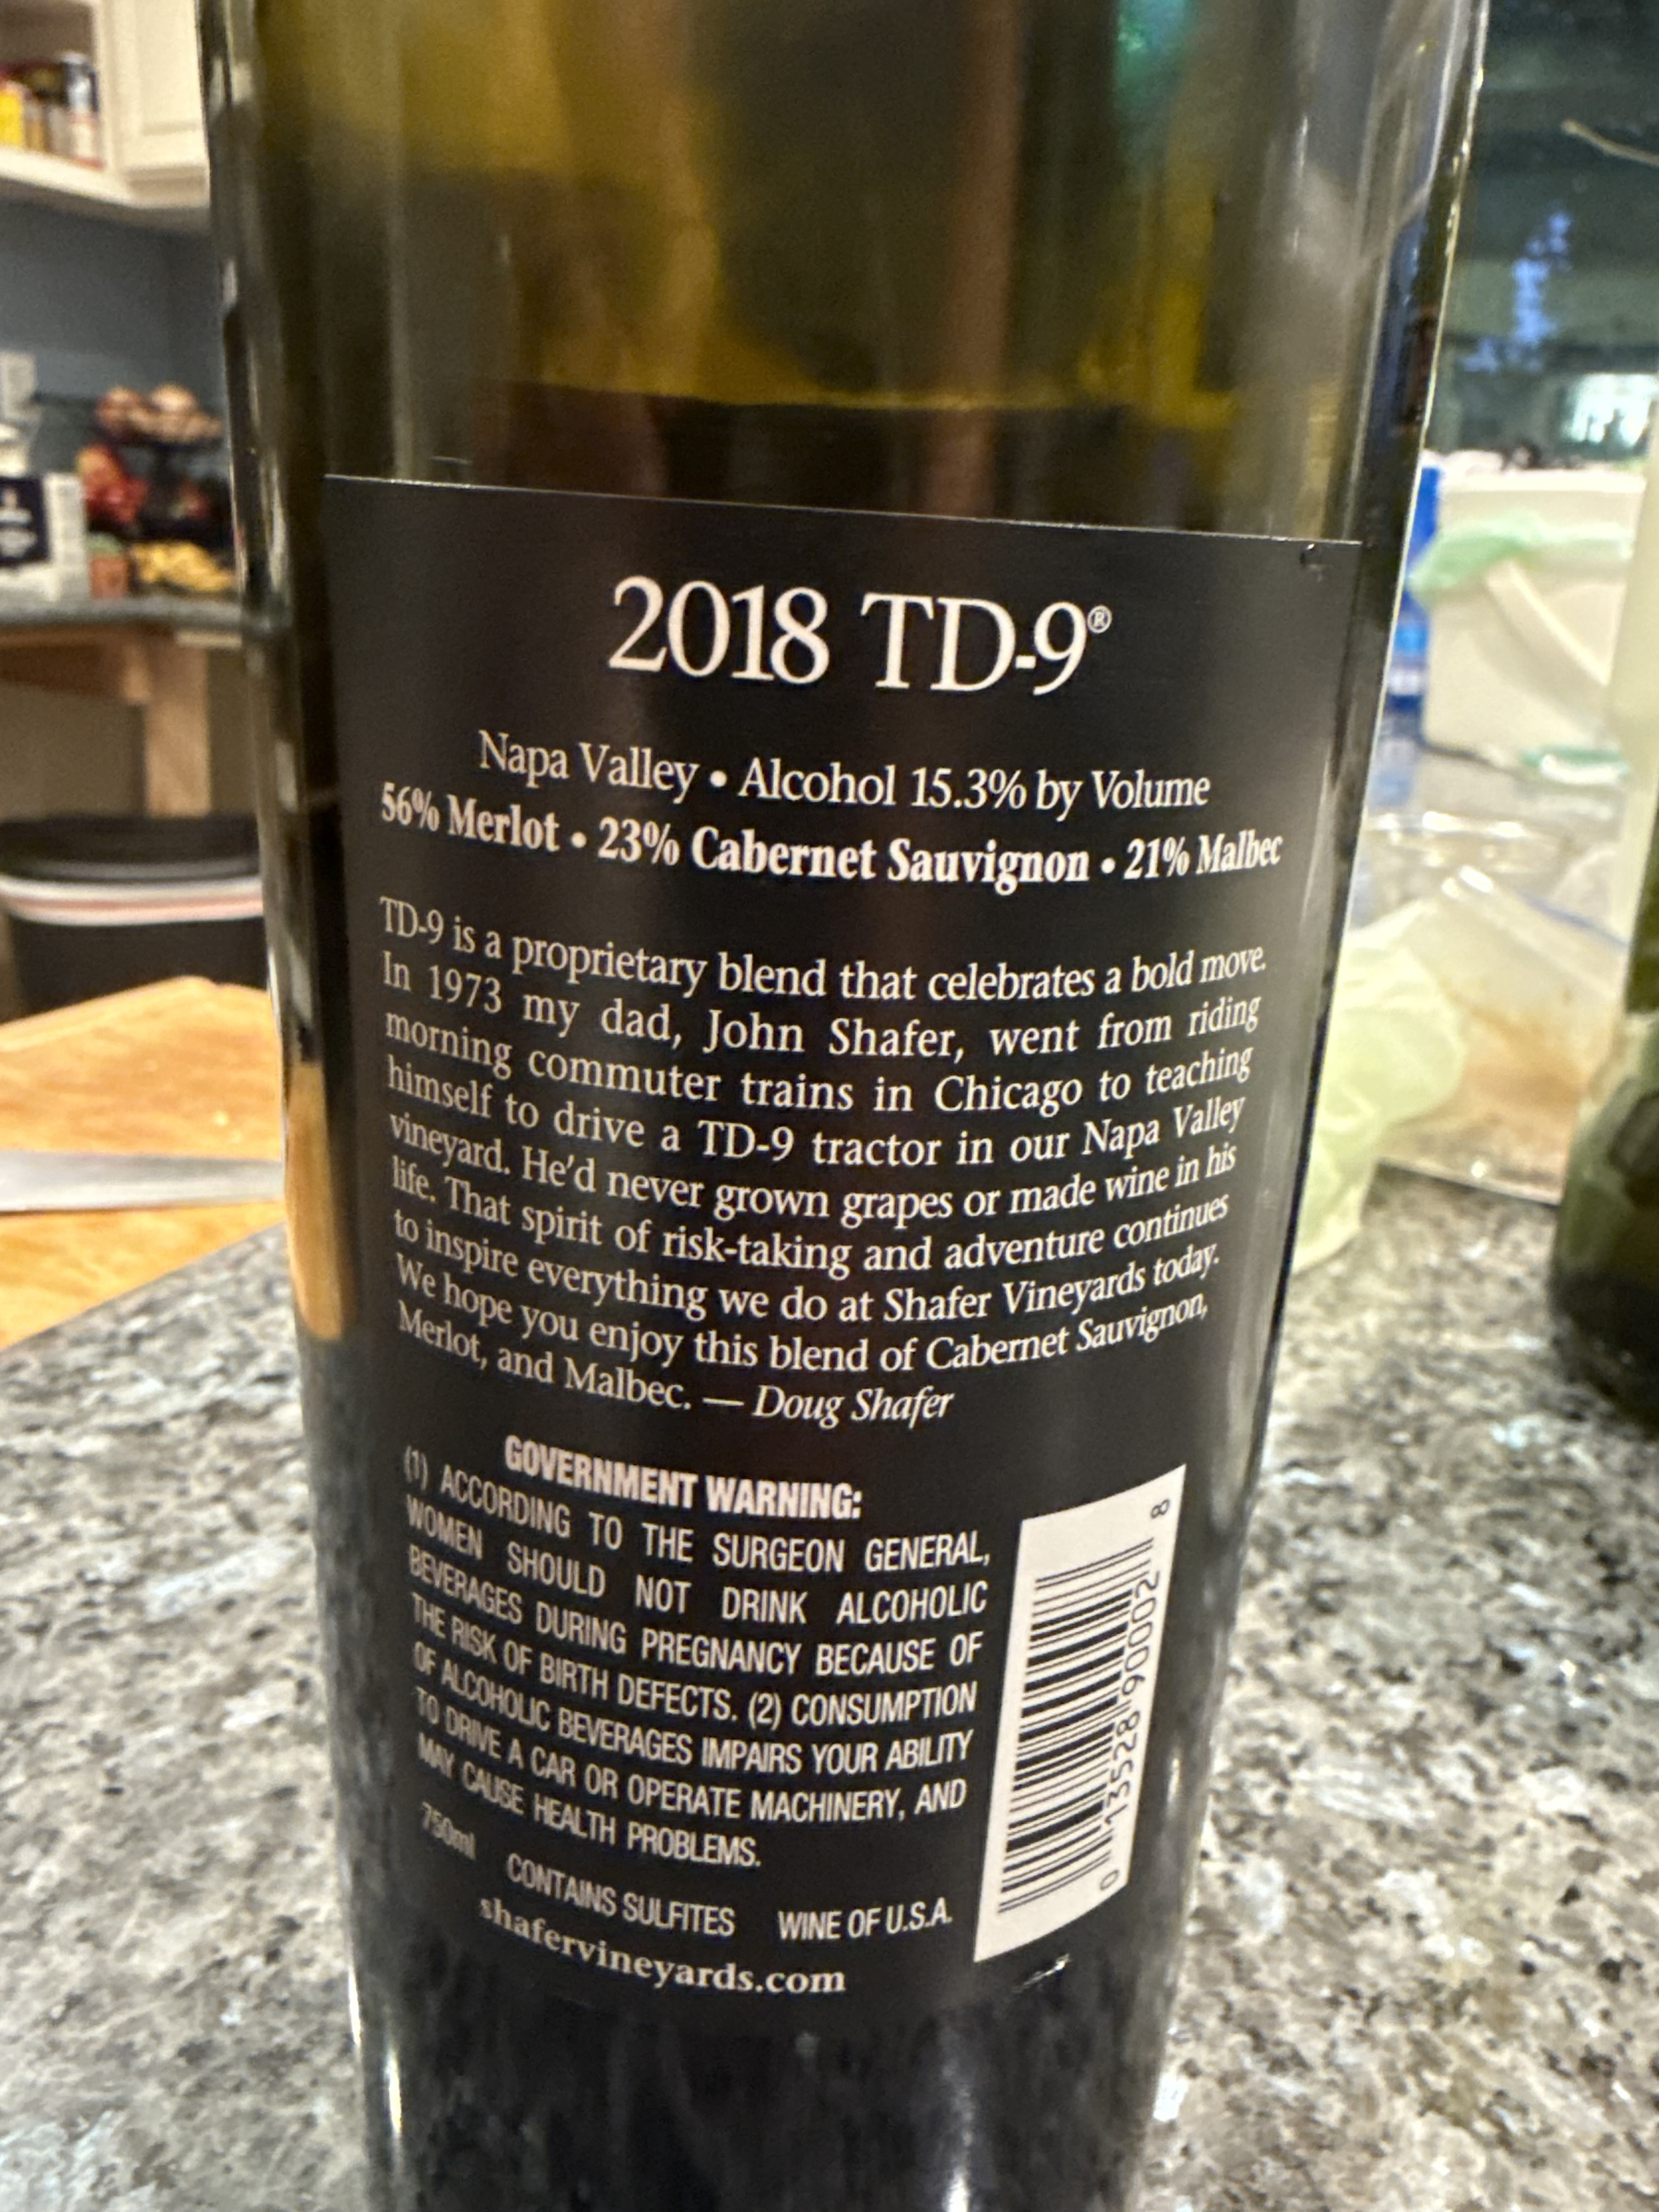 2018 TD-9®
Napa Valley • Alcohol 15.3% by Volume
56% Merlot • 23% Cabernet Sauvignon • 21% Malbec
TD-9 is a proprietary blend that celebrates a bold move.
In 1973 my dad, John Shafer, went from riding
morning commuter trains in Chicago to teaching
himself to drive a TD-9 tractor in our Napa Valley
vineyard. He'd never grown grapes or made wine in his
life. That spirit of risk-taking and adventure continues
to inspire everything we do at Shafer Vineyards today.
We hope you enjoy this blend of Cabernet Sauvignon,
Merlot, and Malbec. — Doug Shafer
GOVERNMENT WARNING:
(1) ACCORDING TO THE SURGEON GENERAL,
WOMEN SHOULD NOT DRINK ALCOHOLIC
BEVERAGES DURING PREGNANCY BECAUSE OF
THE RISK OF BIRTH DEFECTS. (2) CONSUMPTION
OF ALCOHOLIC BEVERAGES IMPAIRS YOUR ABILITY
TO DRIVE A CAR OR OPERATE MACHINERY, AND
MAY CAUSE HEALTH PROBLEMS.
750ml CONTAINS SULFITES WINE OF U.S.A.
shafervineyards.com
0 13528 90002 8